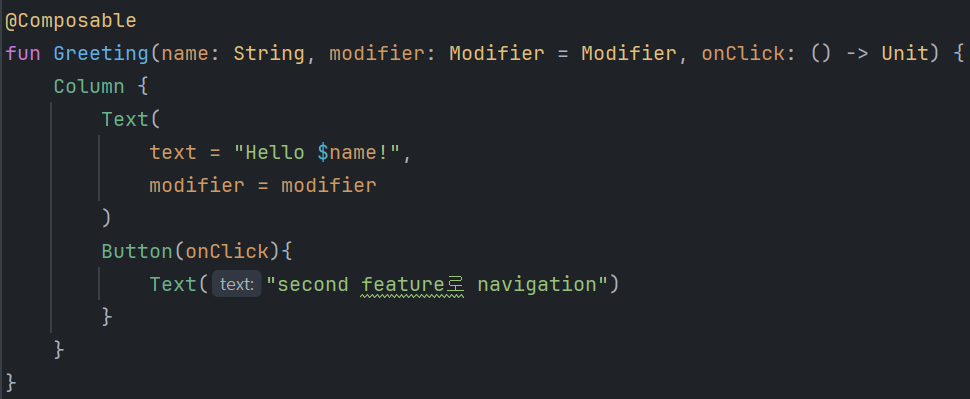 @Composable
fun Greeting(name: String, modifier: Modifier = Modifier, onClick: () -> Unit) {
    Column {
        Text(
            text = "Hello $name!",
            modifier = modifier
        )
        Button(onClick){
            Text( text: "second feature로 navigation")
        }
    }
}